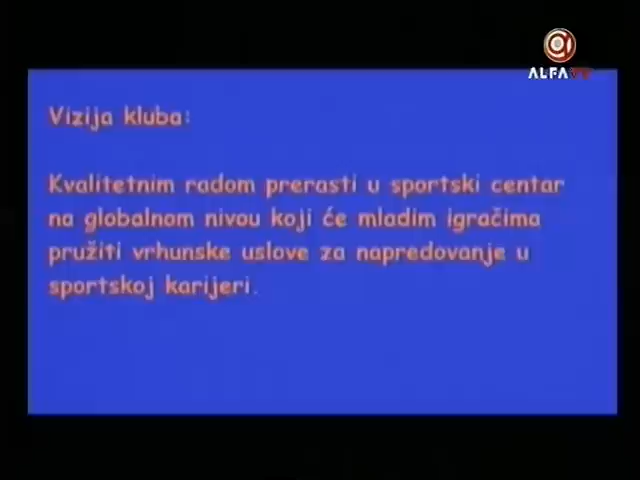 ALFA TV
Vizija kluba:
Kvalitetnim radom prerasti u sportski centar
na globalnom nivou koji će mladim igračima
pružiti vrhunske uslove za napredovanje u
sportskoj karijeri.